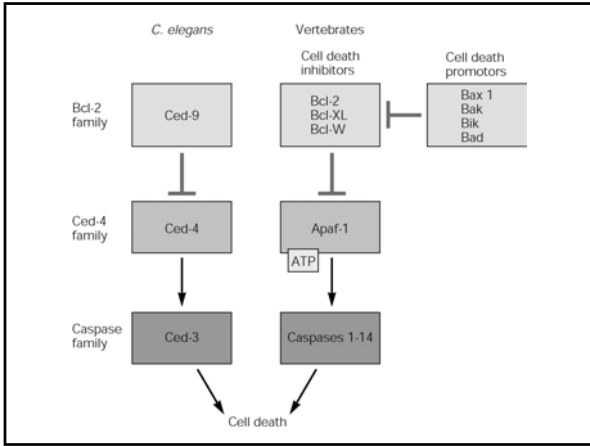 C. elegans
Vertebrates
Cell death
inhibitors
Cell death
promotors
Bcl-2
family
Ced-9
Bcl-2
Bcl-XL
Bcl-W
Bax 1
Bak
Bik
Bad
Ced-4
family
Ced-4
Apaf-1
ATP
Caspase
family
Ced-3
Caspases 1-14
Cell death